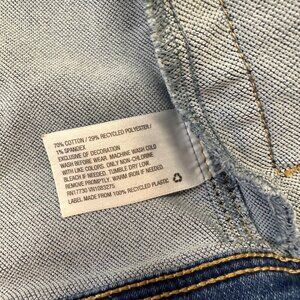 70% COTTON / 29% RECYCLED POLYESTER /
1% SPANDEX
EXCLUSIVE OF DECORATION
WASH BEFORE WEAR. MACHINE WASH COLD
WITH LIKE COLORS. ONLY NON-CHLORINE
BLEACH IF NEEDED. TUMBLE DRY LOW.
REMOVE PROMPTLY. WARM IRON IF NEEDED
RN17730 VN1083275
LABEL MADE FROM 100% RECYCLED PLASTIC